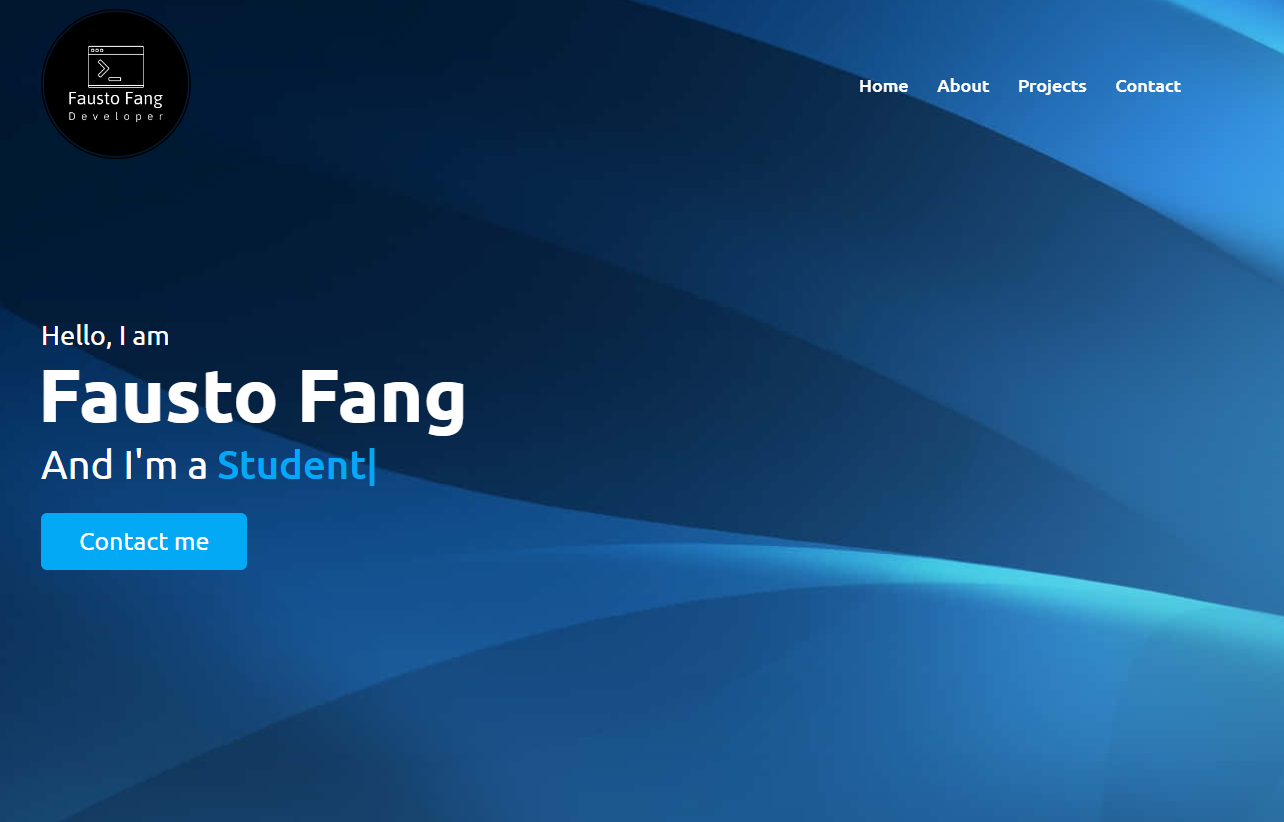 Fausto Fang
Developer
Home About Projects Contact
Hello, I am
Fausto Fang
And I'm a Student|
Contact me